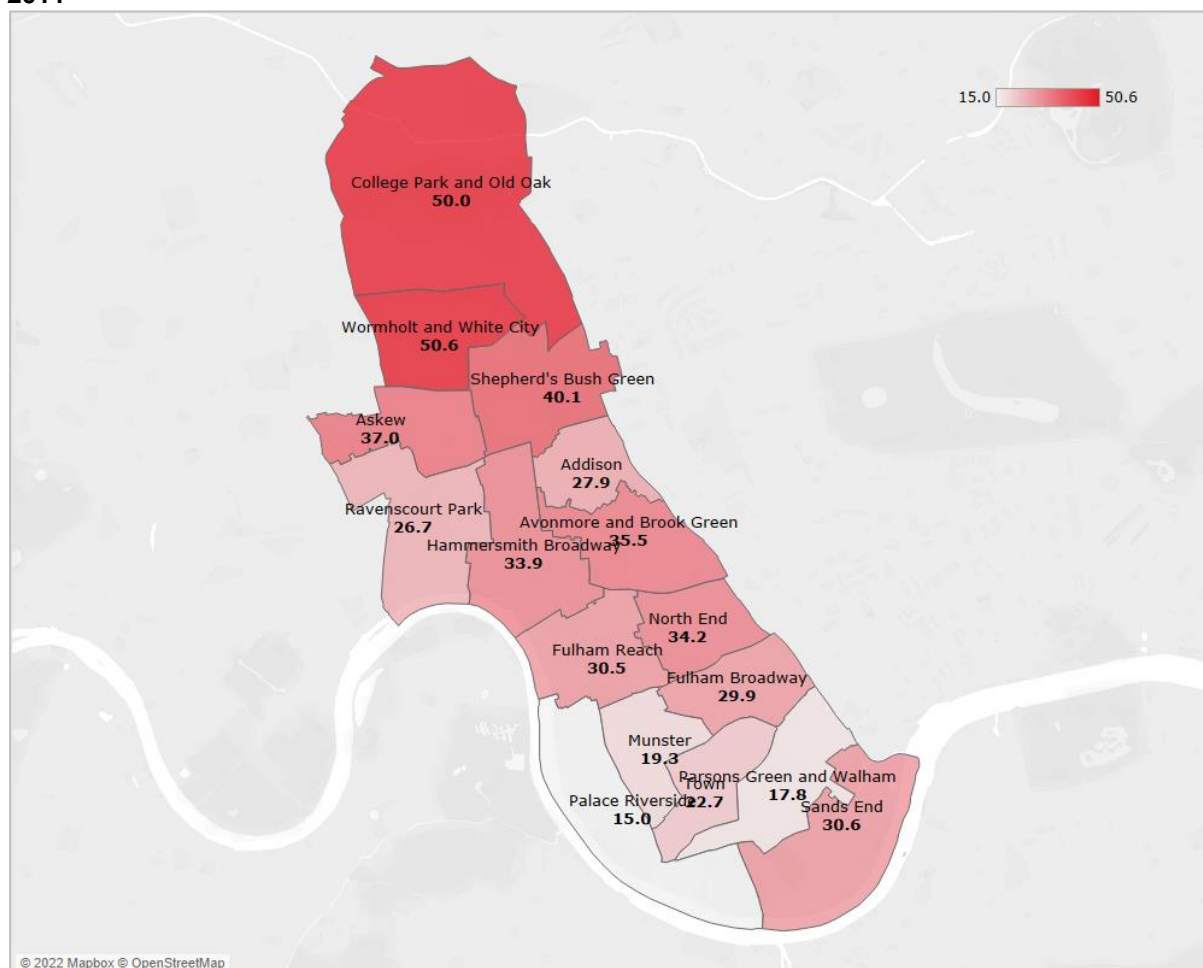 15.0 50.6
College Park and Old Oak
50.0
Wormholt and White City
50.6
Shepherd's Bush Green
40.1
Askew
37.0
Addison
27.9
Ravenscourt Park
26.7
Avonmore and Brook Green
35.5
Hammersmith Broadway
33.9
North End
34.2
Fulham Reach
30.5
Fulham Broadway
29.9
Munster
19.3
Parsons Green and Walham
17.8
Town
22.7
Palace Riverside
15.0
Sands End
30.6
© 2022 Mapbox © OpenStreetMap